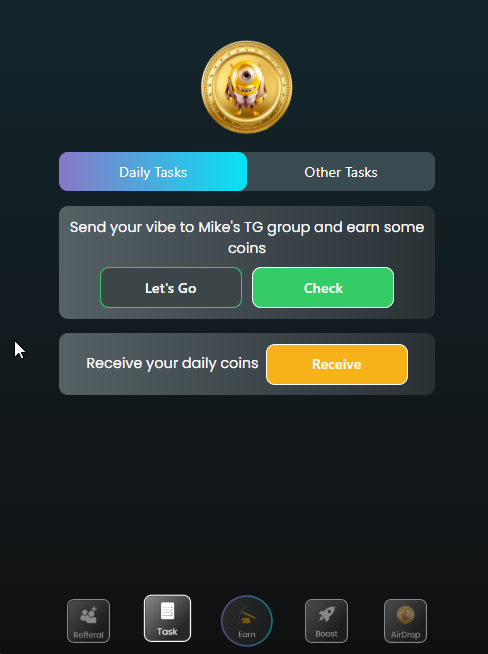 Daily Tasks
Other Tasks
Send your vibe to Mike's TG group and earn some
coins
Let's Go
Check
Receive your daily coins
Receive
Refferal
Task
Earn
Boost
AirDrop